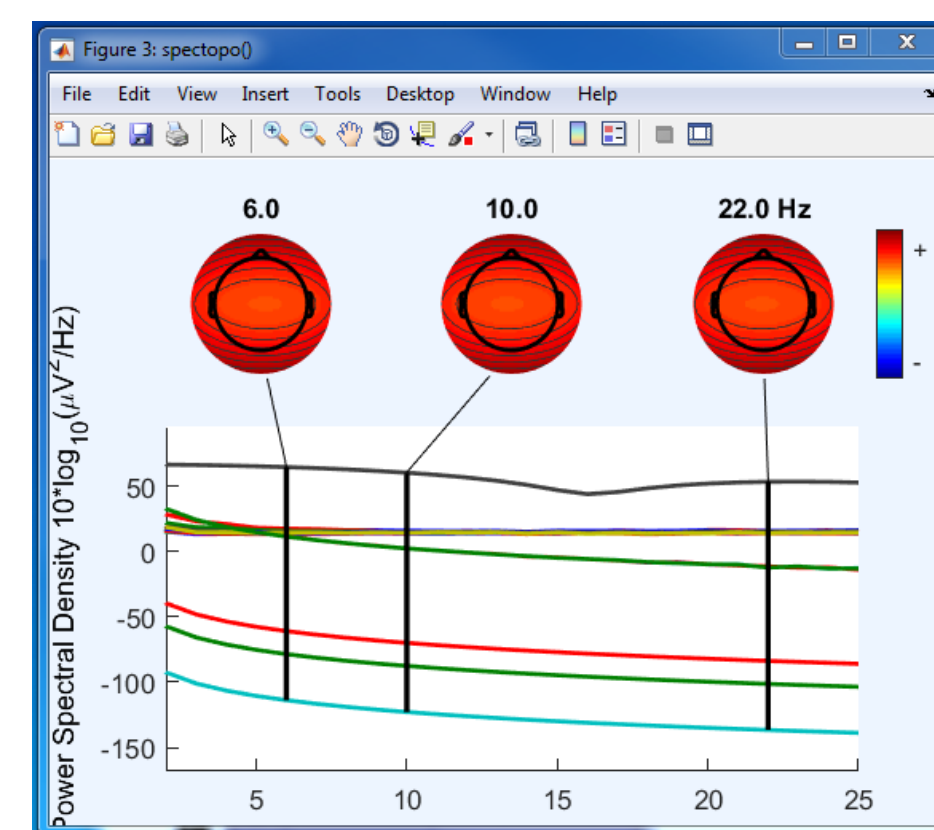 Figure 3: spectopo()
File Edit View Insert Tools Desktop Window Help
6.0 10.0 22.0 Hz
+
-
Power Spectral Density 10*log10(μV2/Hz)
50
0
-50
-100
-150
5 10 15 20 25